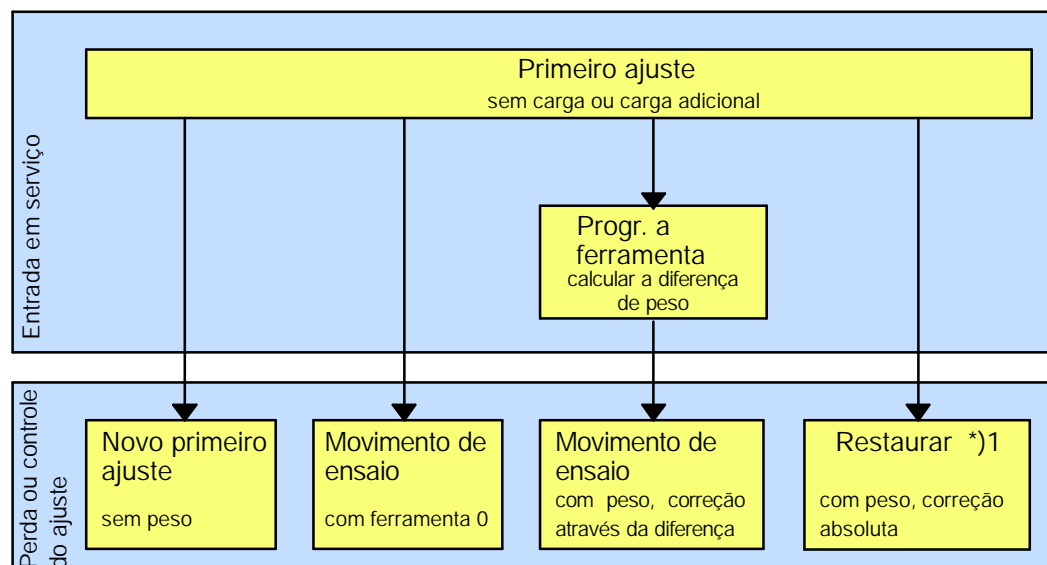 Primeiro ajuste
sem carga ou carga adicional
Entrada em serviço
Progr. a
ferramenta
calcular a diferença
de peso
Perda ou controle
do ajuste
Novo primeiro
ajuste
sem peso
Movimento de
ensaio
com ferramenta 0
Movimento de
ensaio
com peso, correção
através da diferença
Restaurar *)1
com peso, correção
absoluta